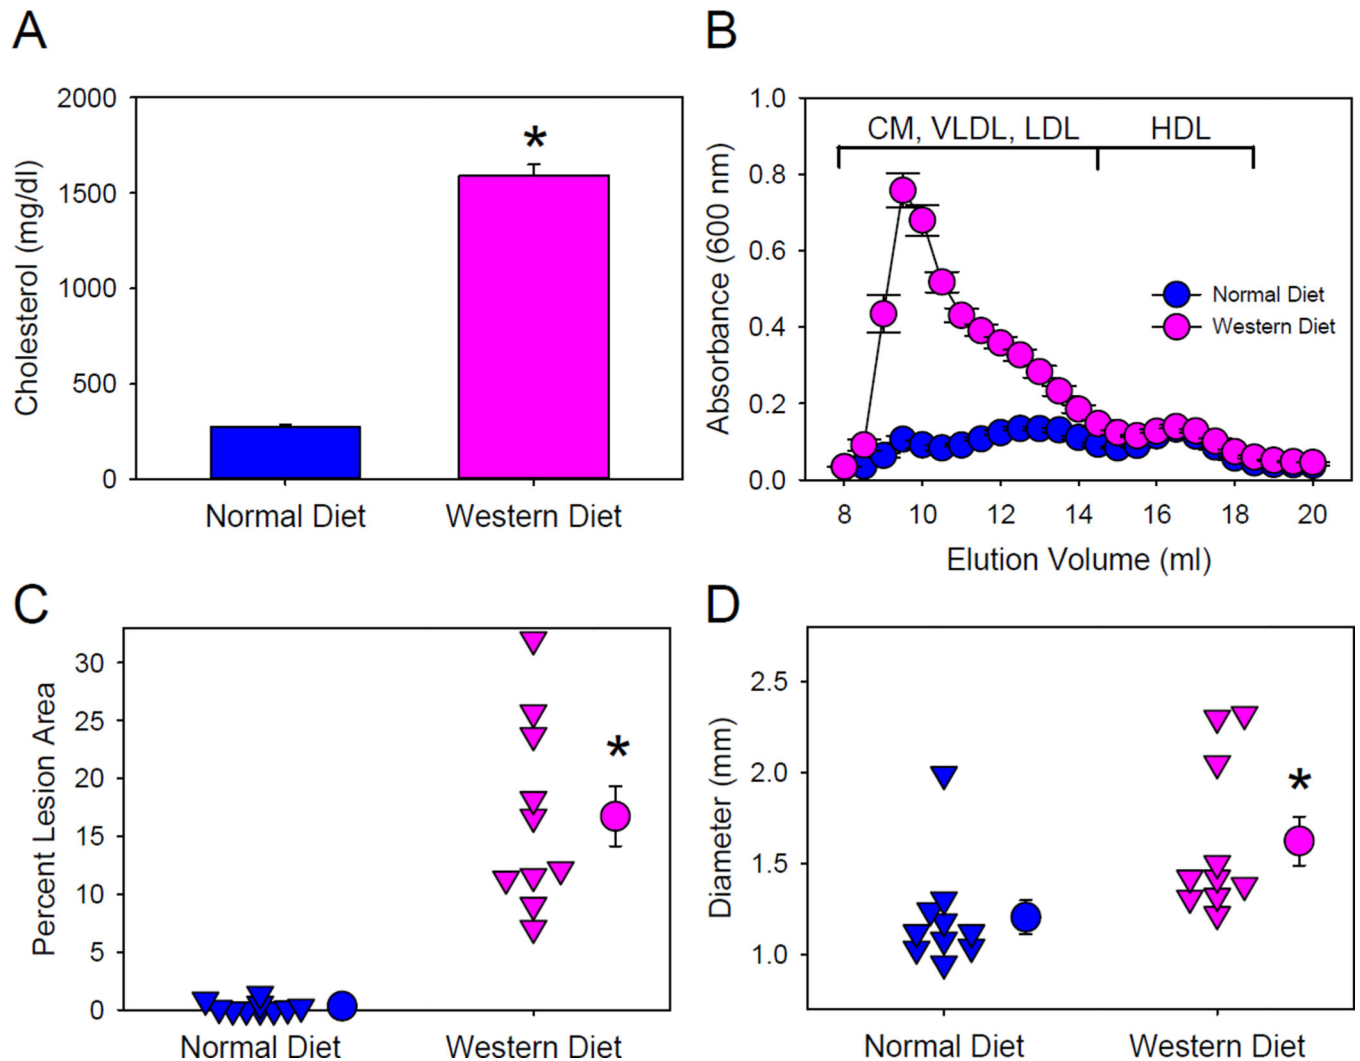 A
Cholesterol (mg/dl)
2000
1500
1000
500
0
*
Normal Diet
Western Diet
B
Absorbance (600 nm)
1.0
0.8
0.6
0.4
0.2
0.0
CM, VLDL, LDL
HDL
Normal Diet
Western Diet
8 10 12 14 16 18 20
Elution Volume (ml)
C
Percent Lesion Area
30
25
20
15
10
5
0
*
Normal Diet
Western Diet
D
Diameter (mm)
2.5
2.0
1.5
1.0
*
Normal Diet
Western Diet